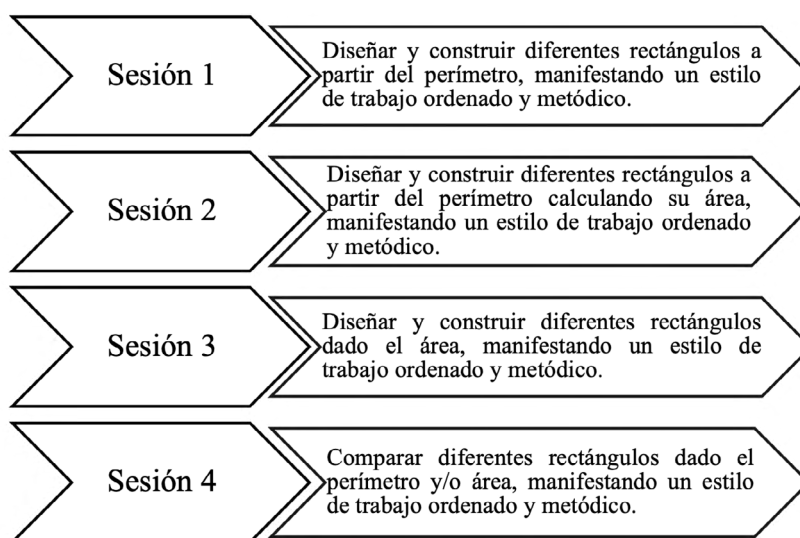 Sesión 1
Diseñar y construir diferentes rectángulos a
partir del perímetro, manifestando un estilo
de trabajo ordenado y metódico.
Sesión 2
Diseñar y construir diferentes rectángulos a
partir del perímetro calculando su área,
manifestando un estilo de trabajo ordenado
y metódico.
Sesión 3
Diseñar y construir diferentes rectángulos
dado el área, manifestando un estilo de
trabajo ordenado y metódico.
Sesión 4
Comparar diferentes rectángulos dado el
perímetro y/o área, manifestando un estilo
de trabajo ordenado y metódico.